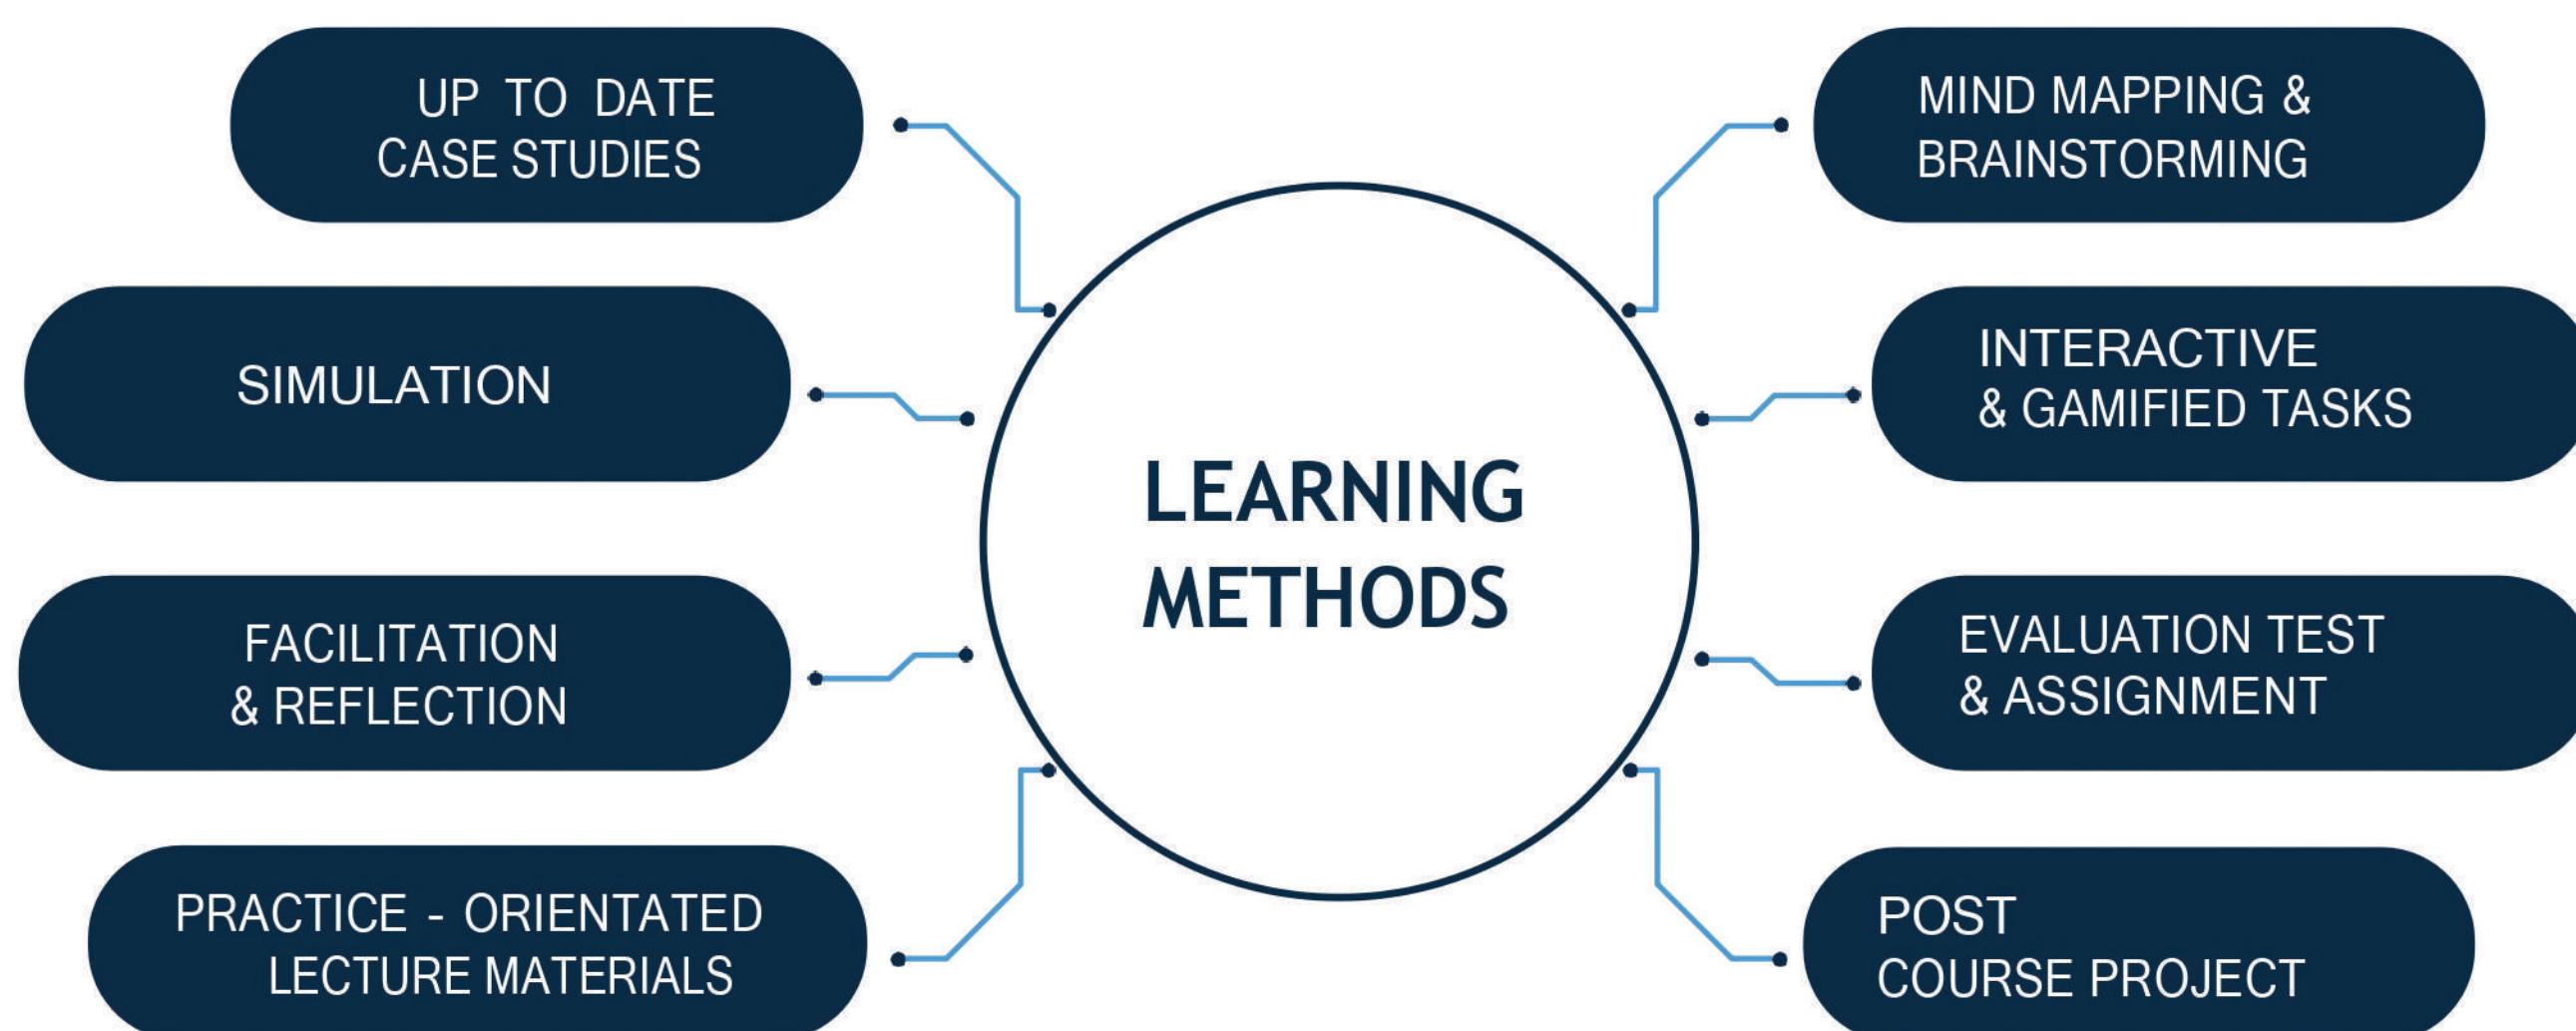 UP TO DATE
CASE STUDIES
SIMULATION
FACILITATION
& REFLECTION
PRACTICE - ORIENTATED
LECTURE MATERIALS
LEARNING
METHODS
MIND MAPPING &
BRAINSTORMING
INTERACTIVE
& GAMIFIED TASKS
EVALUATION TEST
& ASSIGNMENT
POST
COURSE PROJECT